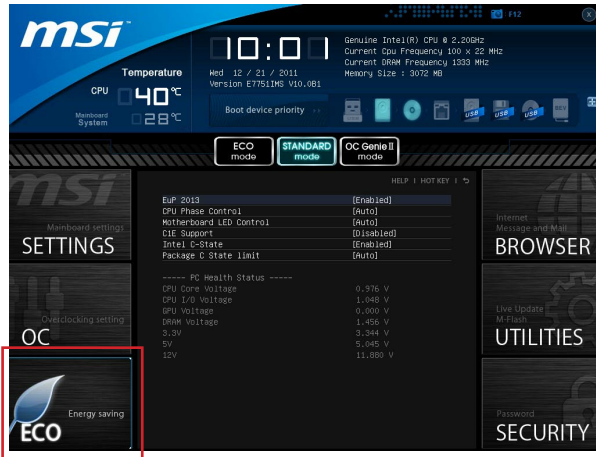 msi
F12
X
10:01
Genuine Intel(R) CPU @ 2.20GHz
Current Cpu Frequency 100 x 22 MHz
Current DRAM Frequency 1333 MHz
Memory Size : 3072 MB
Wed 12 / 21 / 2011
Version E7751IMS V10.0B1
Temperature
CPU 40°C
Mainboard
System 28°C
Boot device priority
USB
USB
USB
DEV
ECO
mode
STANDARD
mode
OC Genie II
mode
HELP | HOT KEY |
msi
Mainboard settings
SETTINGS
Overclocking setting
OC
Energy saving
ECO
EuP 2013 [Enabled]
CPU Phase Control [Auto]
Motherboard LED Control [Auto]
C1E Support [Disabled]
Intel C-State [Enabled]
Package C State limit [Auto]
----- PC Health Status -----
CPU Core Voltage 0.976 V
CPU I/O Voltage 1.048 V
GPU Voltage 0.000 V
DRAM Voltage 1.456 V
3.3V 3.344 V
5V 5.045 V
12V 11.880 V
Internet
Message and Mail
BROWSER
Live Update
M-Flash
UTILITIES
Password
SECURITY